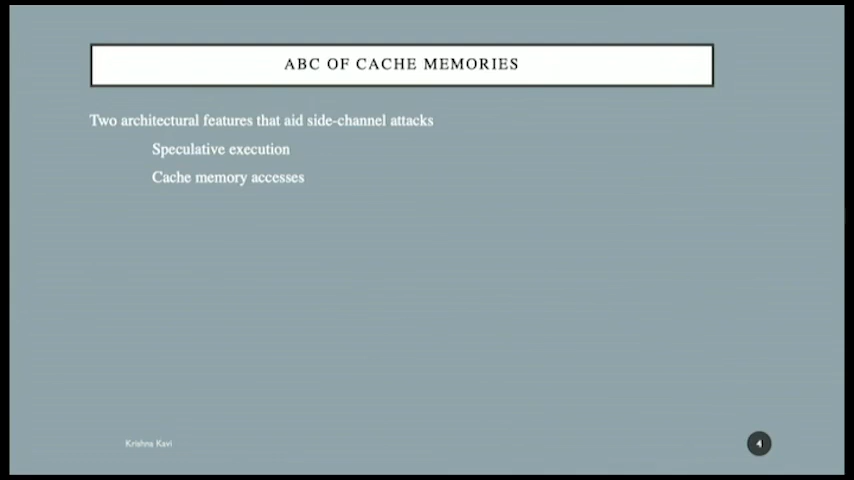 ABC OF CACHE MEMORIES
Two architectural features that aid side-channel attacks
Speculative execution
Cache memory accesses
Krishna Kavi
4